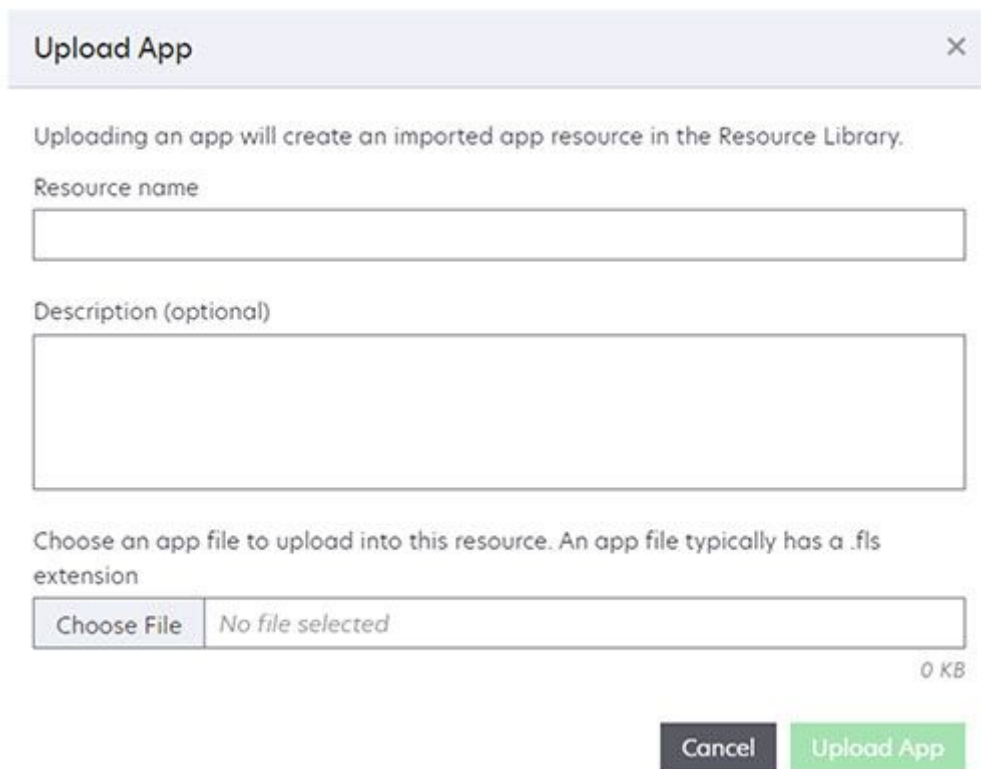 Upload App
×
Uploading an app will create an imported app resource in the Resource Library.
Resource name
Description (optional)
Choose an app file to upload into this resource. An app file typically has a .fls
extension
Choose File No file selected
0 KB
Cancel Upload App